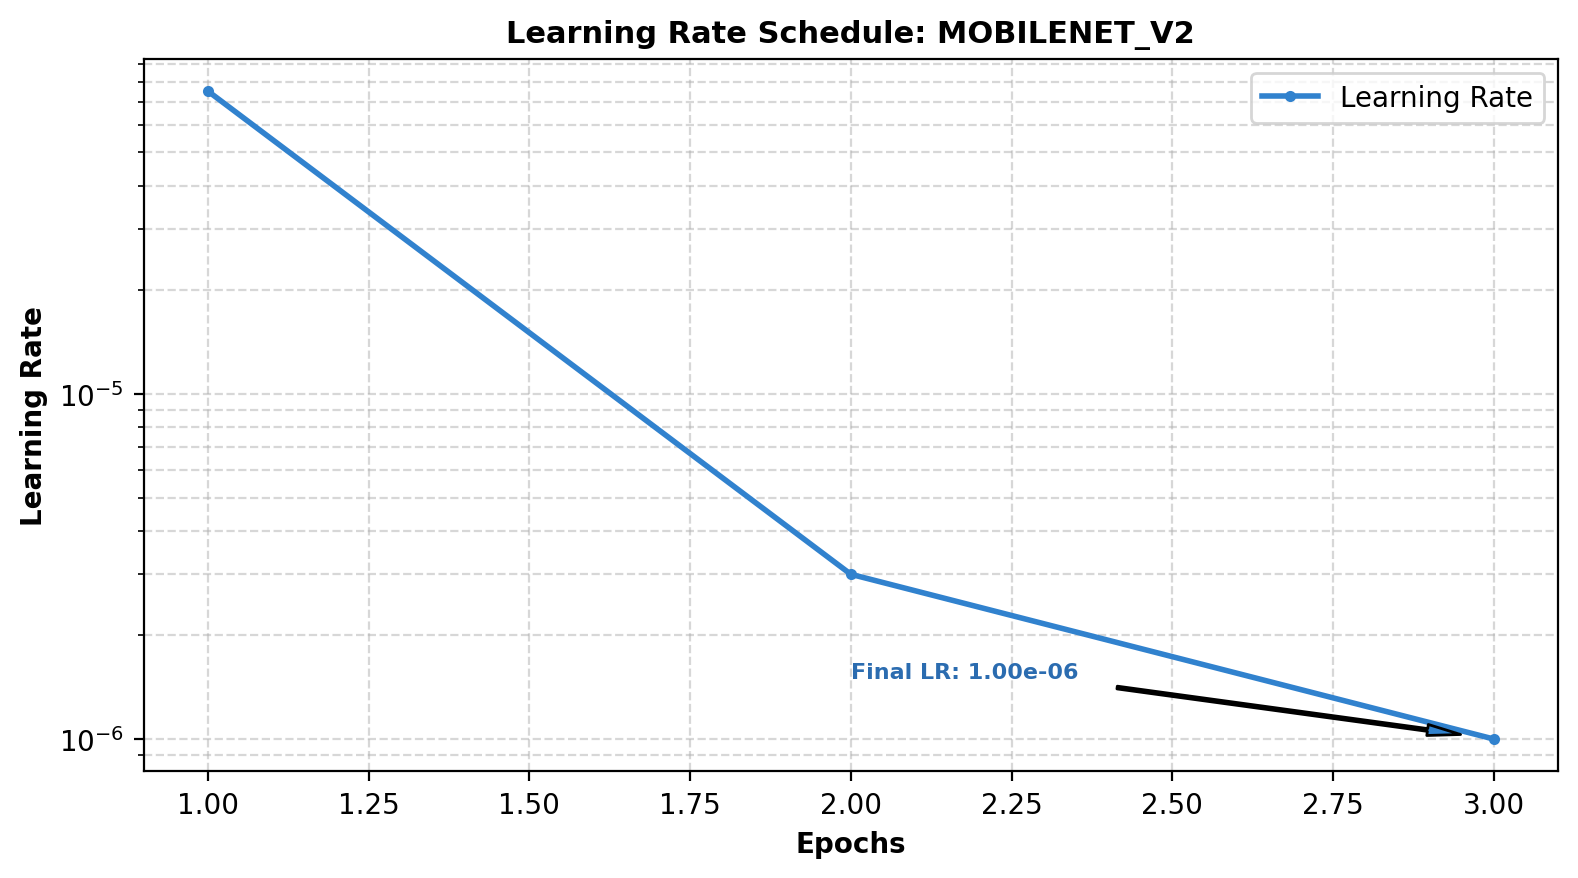 Learning Rate Schedule: MOBILENET_V2
Learning Rate
Learning Rate
10⁻⁵
10⁻⁶
Final LR: 1.00e-06
1.00 1.25 1.50 1.75 2.00 2.25 2.50 2.75 3.00
Epochs